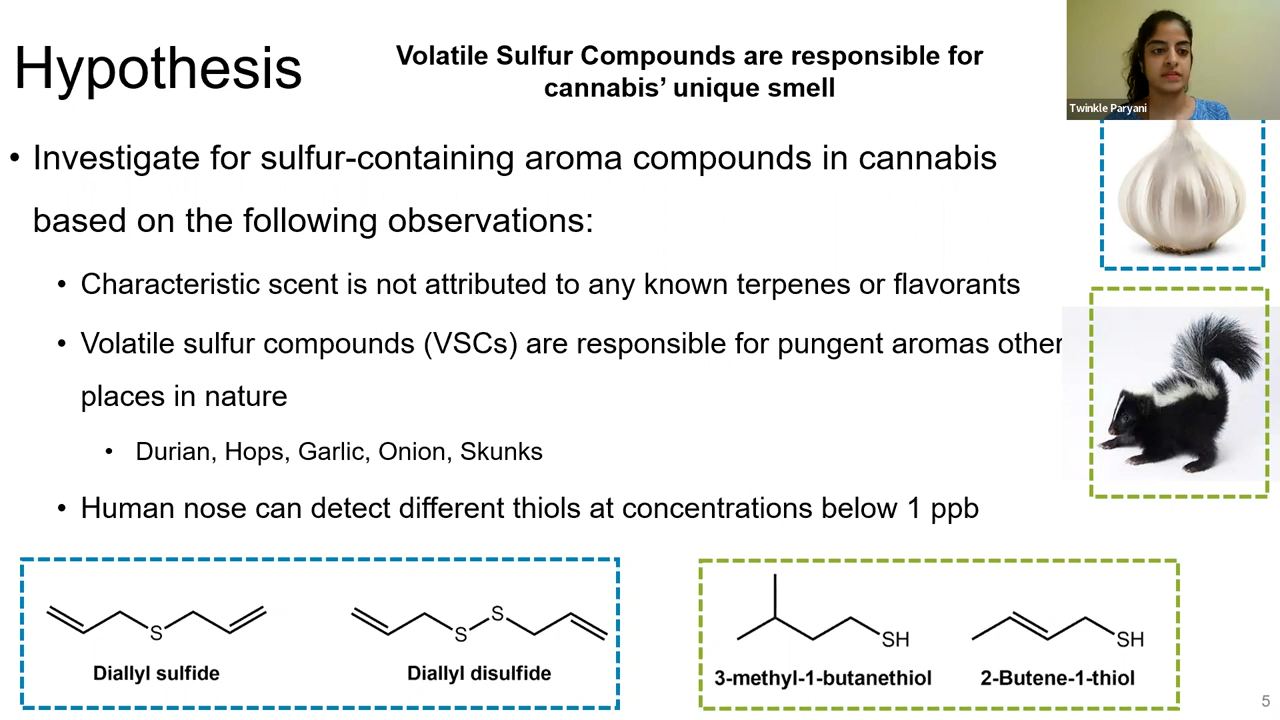 Hypothesis
Volatile Sulfur Compounds are responsible for
cannabis’ unique smell
Twinkle Paryani
• Investigate for sulfur-containing aroma compounds in cannabis
based on the following observations:
• Characteristic scent is not attributed to any known terpenes or flavorants
• Volatile sulfur compounds (VSCs) are responsible for pungent aromas other
places in nature
• Durian, Hops, Garlic, Onion, Skunks
• Human nose can detect different thiols at concentrations below 1 ppb
S
Diallyl sulfide
S
S
Diallyl disulfide
SH
3-methyl-1-butanethiol
SH
2-Butene-1-thiol
5